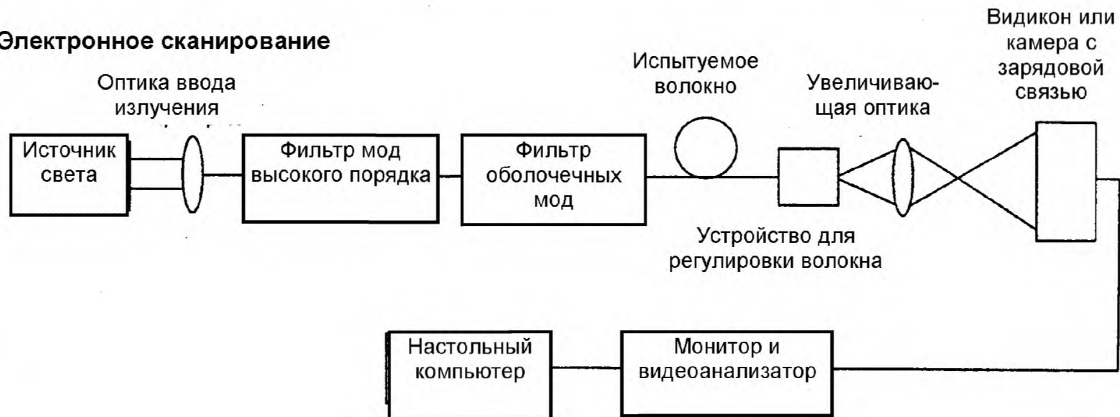 Электронное сканирование
Оптика ввода
излучения
Испытуемое
волокно
Увеличиваю-
щая оптика
Видикон или
камера с
зарядовой
связью
Источник
света
Фильтр мод
высокого порядка
Фильтр
оболочечных
мод
Устройство для
регулировки волокна
Настольный
компьютер
Монитор и
видеоанализатор